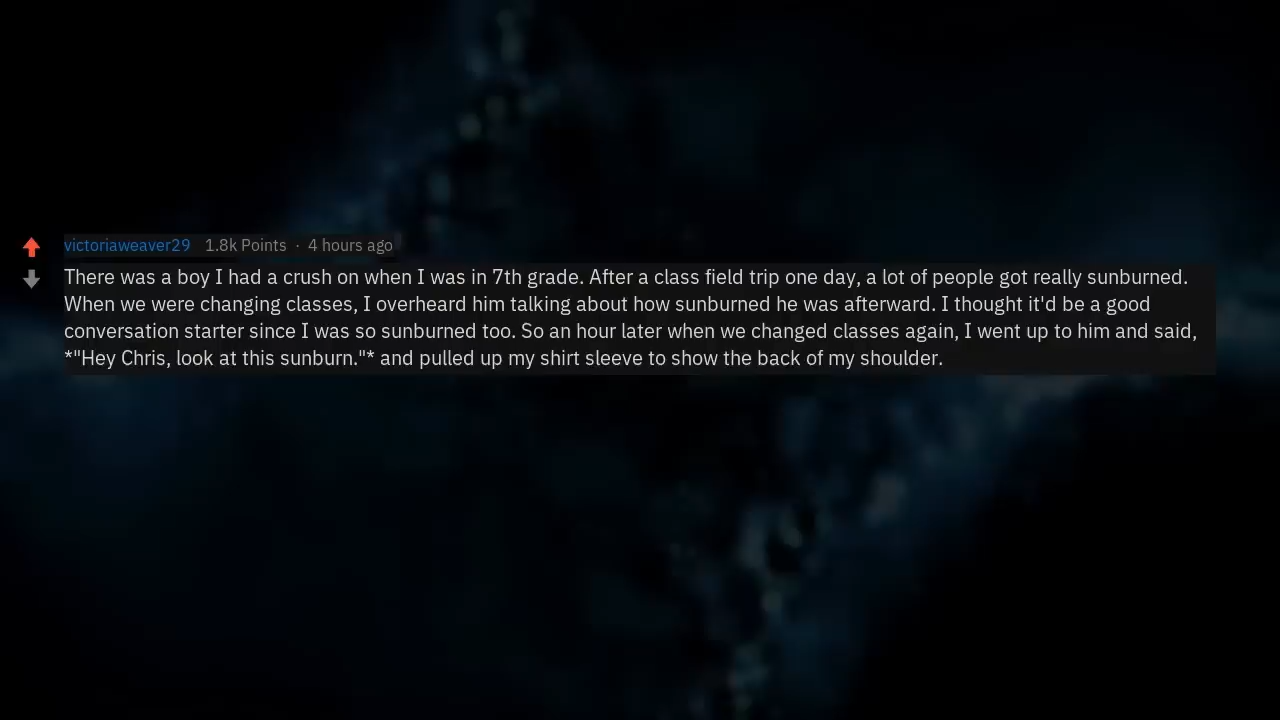 victoriaweaver29 1.8k Points · 4 hours ago
There was a boy I had a crush on when I was in 7th grade. After a class field trip one day, a lot of people got really sunburned.
When we were changing classes, I overheard him talking about how sunburned he was afterward. I thought it'd be a good
conversation starter since I was so sunburned too. So an hour later when we changed classes again, I went up to him and said,
*"Hey Chris, look at this sunburn."* and pulled up my shirt sleeve to show the back of my shoulder.